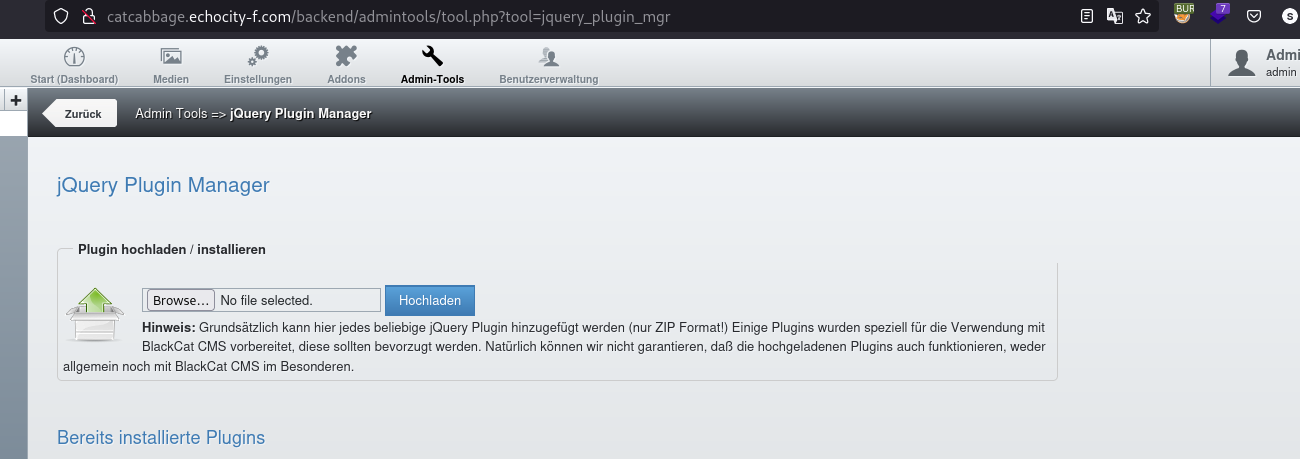 catcabbage.echocity-f.com/backend/admintools/tool.php?tool=jquery_plugin_mgr
BUR
7
S
Start (Dashboard) Medien Einstellungen Addons Admin-Tools Benutzerverwaltung
Admi
admin
+
Zurück Admin Tools => jQuery Plugin Manager
jQuery Plugin Manager
Plugin hochladen / installieren
Browse... No file selected. Hochladen
Hinweis: Grundsätzlich kann hier jedes beliebige jQuery Plugin hinzugefügt werden (nur ZIP Format!) Einige Plugins wurden speziell für die Verwendung mit
BlackCat CMS vorbereitet, diese sollten bevorzugt werden. Natürlich können wir nicht garantieren, daß die hochgeladenen Plugins auch funktionieren, weder
allgemein noch mit BlackCat CMS im Besonderen.
Bereits installierte Plugins